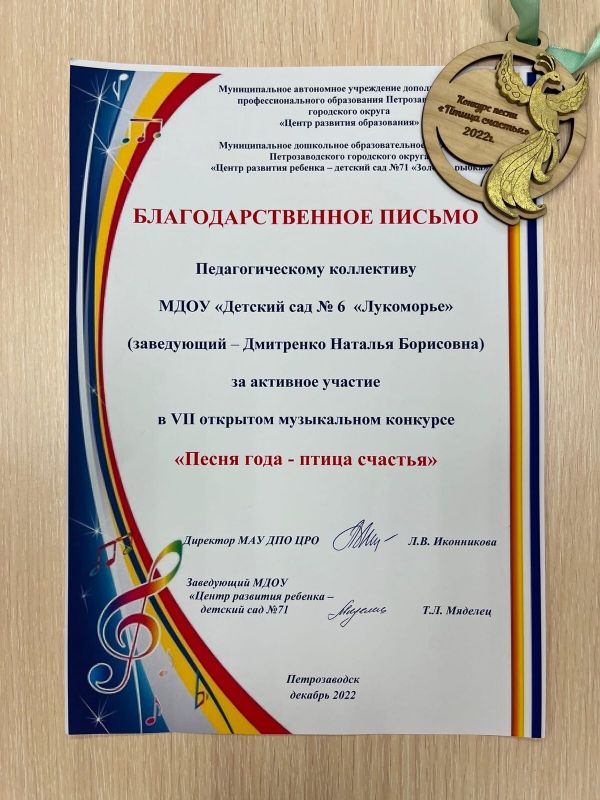 Муниципальное автономное учреждение
профессионального образования
городского округа
«Центр развития образования»
Муниципальное дошкольное образовательное
Петрозаводского городского округа
«Центр развития ребенка – детский сад №71
БЛАГОДАРСТВЕННОЕ ПИСЬМО
Педагогическому коллективу
МДОУ «Детский сад № 6 «Лукоморье»
(заведующий – Дмитренко Наталья Борисовна)
за активное участие
в VII открытом музыкальном конкурсе
«Песня года - птица счастья»
Директор МАУ ДПО ЦРО Л.В. Иконникова
Заведующий МДОУ
«Центр развития ребенка –
детский сад №71 Т.Л. Мяделец
Петрозаводск
декабрь 2022
Конкурс песни
«Птица счастья»
2022г.